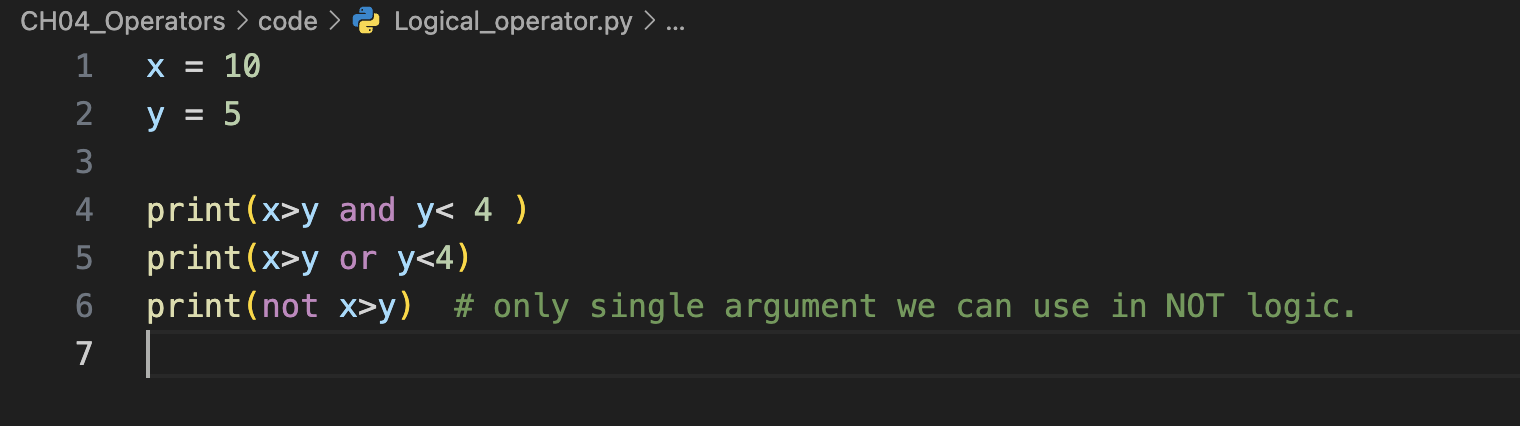 CH04_Operators > code > Logical_operator.py > ...
1 x = 10
2 y = 5
3
4 print(x>y and y< 4 )
5 print(x>y or y<4)
6 print(not x>y)  # only single argument we can use in NOT logic.
7